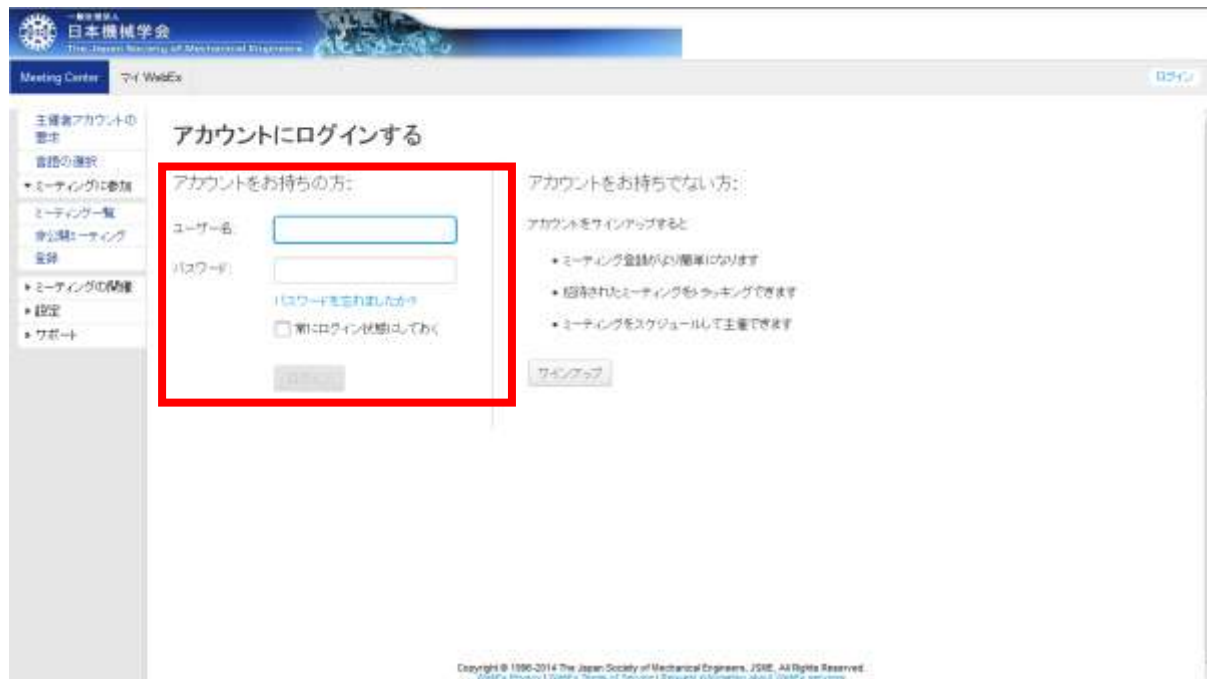 一般社団法人
日本機械学会
The Japan Society of Mechanical Engineers
Meeting Center マイ WebEx ログイン
主催者アカウントの
要求
言語の選択
ミーティングに参加
ミーティング一覧
非公開ミーティング
登録
ミーティングの開催
設定
サポート
アカウントにログインする
アカウントをお持ちの方:
ユーザー名:
パスワード:
パスワードを忘れましたか?
常にログイン状態にしておく
ログイン
アカウントをお持ちでない方:
アカウントをサインアップすると
• ミーティング登録がより簡単になります
• 招待されたミーティングをトラッキングできます
• ミーティングをスケジュールして主催できます
サインアップ
Copyright © 1996-2014 The Japan Society of Mechanical Engineers, JSME, All Rights Reserved.
WebEx Privacy | WebEx Terms of Service | Request information about WebEx services